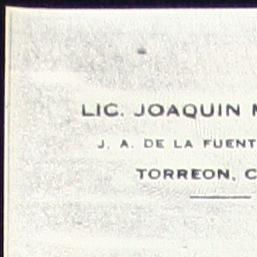 LIC. JOAQUIN
J. A. DE LA FUENT
TORREON, C